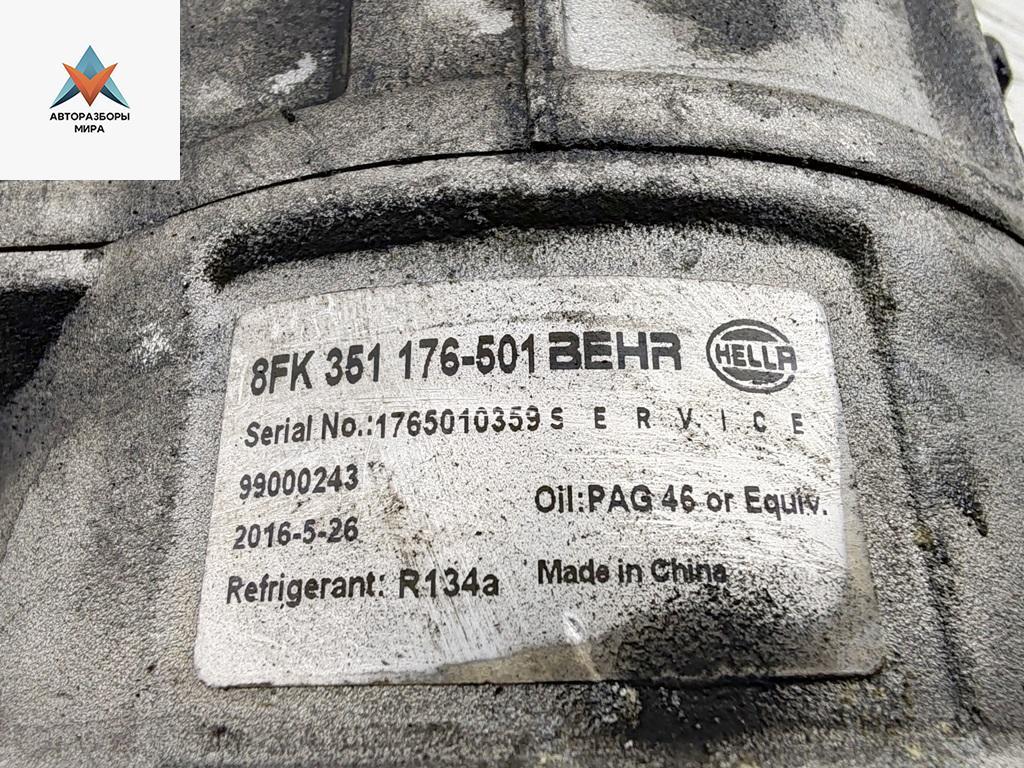 АВТОРАЗБОРЫ
МИРА
8FK 351 176-501 BEHR HELLA
Serial No.:1765010359 SERVICE
99000243
Oil:PAG 46 or Equiv.
2016-5-26
Refrigerant: R134a
Made in China